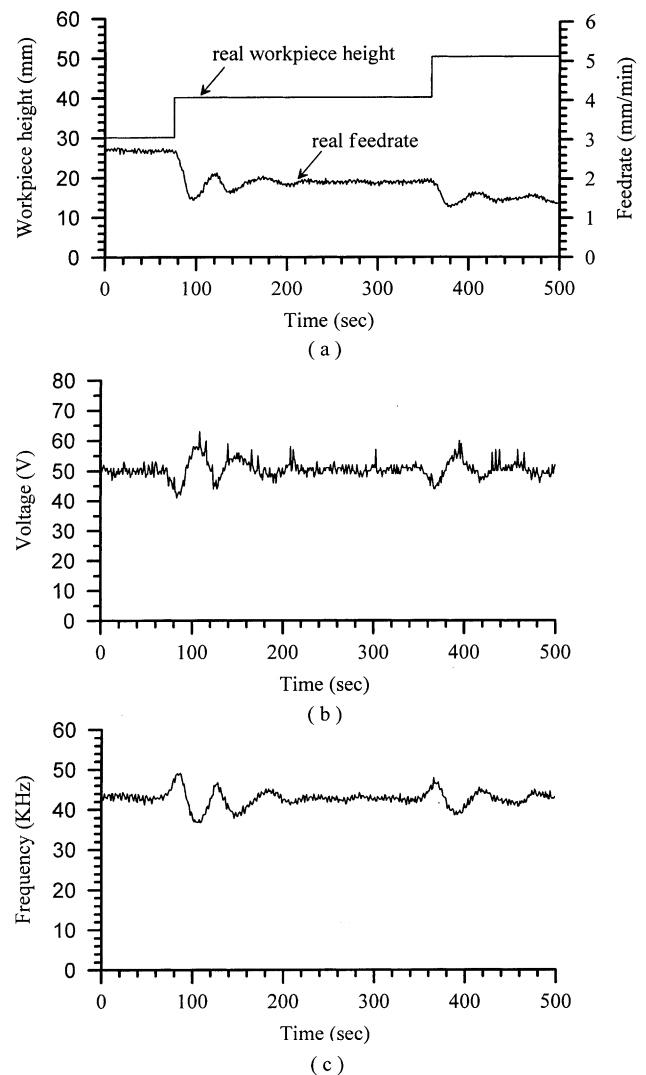 60
50
40
30
20
10
0
Workpiece height (mm)
real workpiece height
real feedrate
6
5
4
3
2
1
0
Feedrate (mm/min)
0 100 200 300 400 500
Time (sec)
( a )
80
70
60
50
40
30
20
10
0
Voltage (V)
0 100 200 300 400 500
Time (sec)
( b )
60
50
40
30
20
10
0
Frequency (KHz)
0 100 200 300 400 500
Time (sec)
( c )